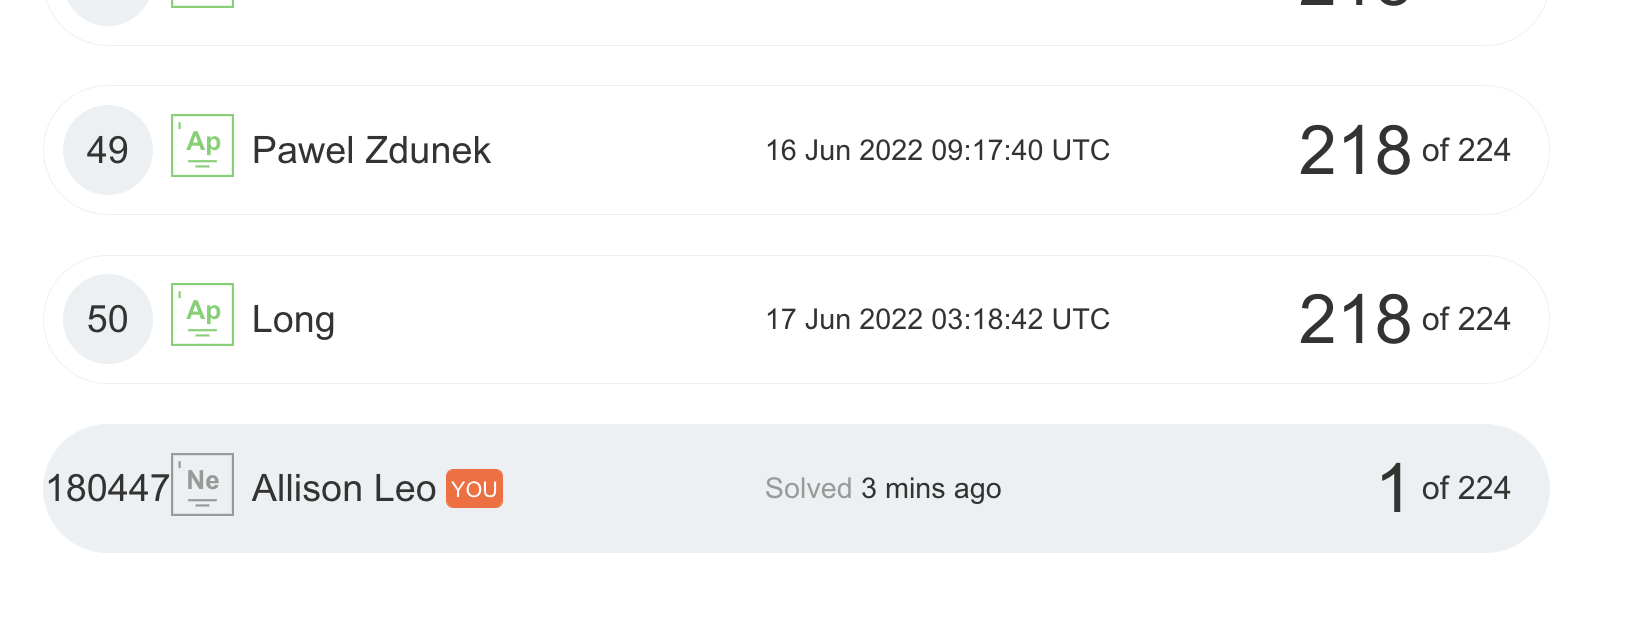 49 Ap Pawel Zdunek 16 Jun 2022 09:17:40 UTC 218 of 224
50 Ap Long 17 Jun 2022 03:18:42 UTC 218 of 224
180447 Ne Allison Leo YOU Solved 3 mins ago 1 of 224